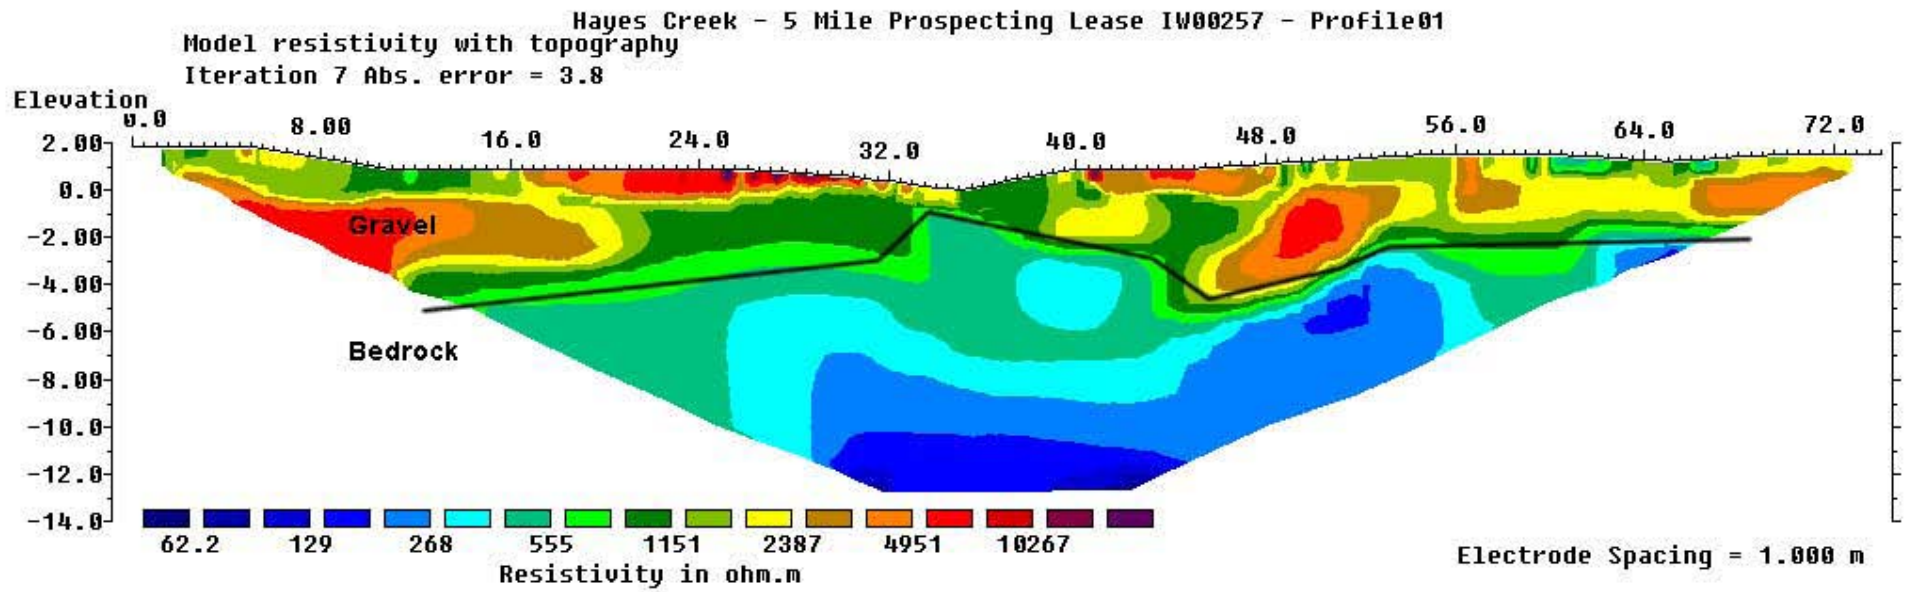 Hayes Creek - 5 Mile Prospecting Lease IW00257 - Profile01
Model resistivity with topography
Iteration 7 Abs. error = 3.8
Elevation
0.0 8.00 16.0 24.0 32.0 40.0 48.0 56.0 64.0 72.0
2.00
0.0
-2.00
-4.00
-6.00
-8.00
-10.0
-12.0
-14.0
Gravel
Bedrock
62.2 129 268 555 1151 2387 4951 10267
Resistivity in ohm.m
Electrode Spacing = 1.000 m